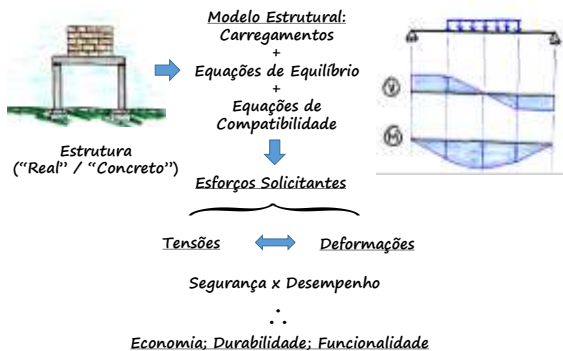 Modelo Estrutural:
Carregamentos
+
Equações de Equilíbrio
+
Equações de
Compatibilidade
Estrutura
(“Real” / “Concreto”)
V
M
Esforços Solicitantes
Tensões
Deformações
Segurança x Desempenho
∴
Economia; Durabilidade; Funcionalidade